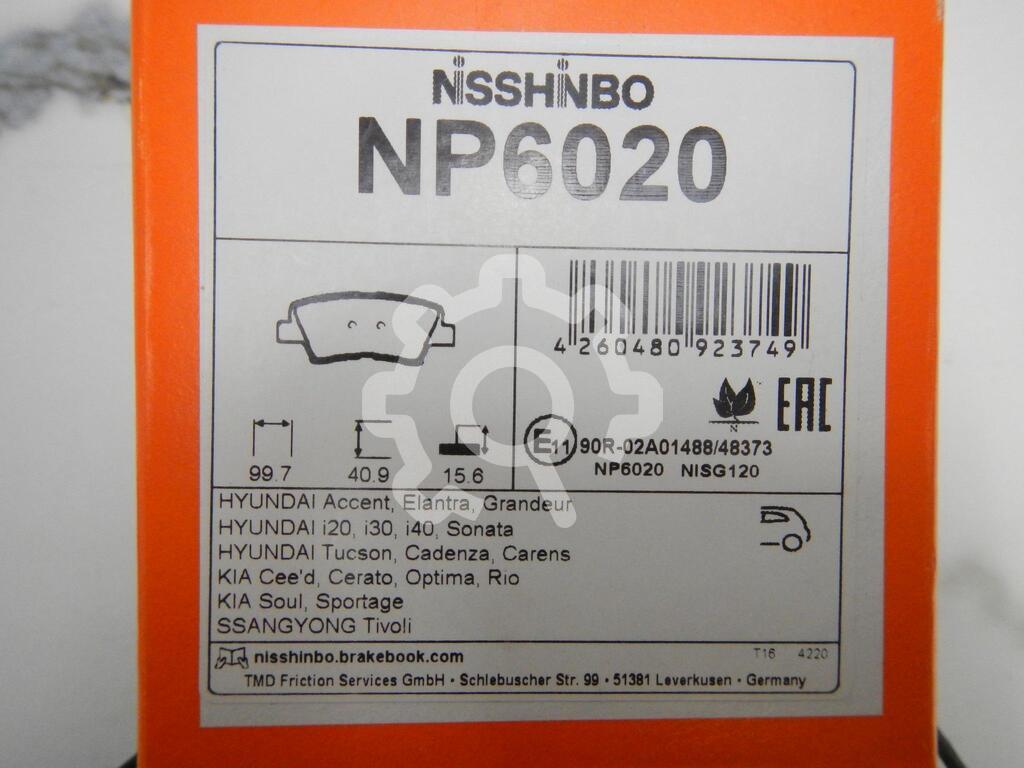 NISSHINBO
NP6020
4 260480 923749
EAC
N
E11 90R-02A01488/48373
NP6020 NISG120
99.7 40.9 15.6
HYUNDAI Accent, Elantra, Grandeur
HYUNDAI i20, i30, i40, Sonata
HYUNDAI Tucson, Cadenza, Carens
KIA Cee'd, Cerato, Optima, Rio
KIA Soul, Sportage
SSANGYONG Tivoli
nisshinbo.brakebook.com T16 4220
TMD Friction Services GmbH • Schlebuscher Str. 99 • 51381 Leverkusen • Germany